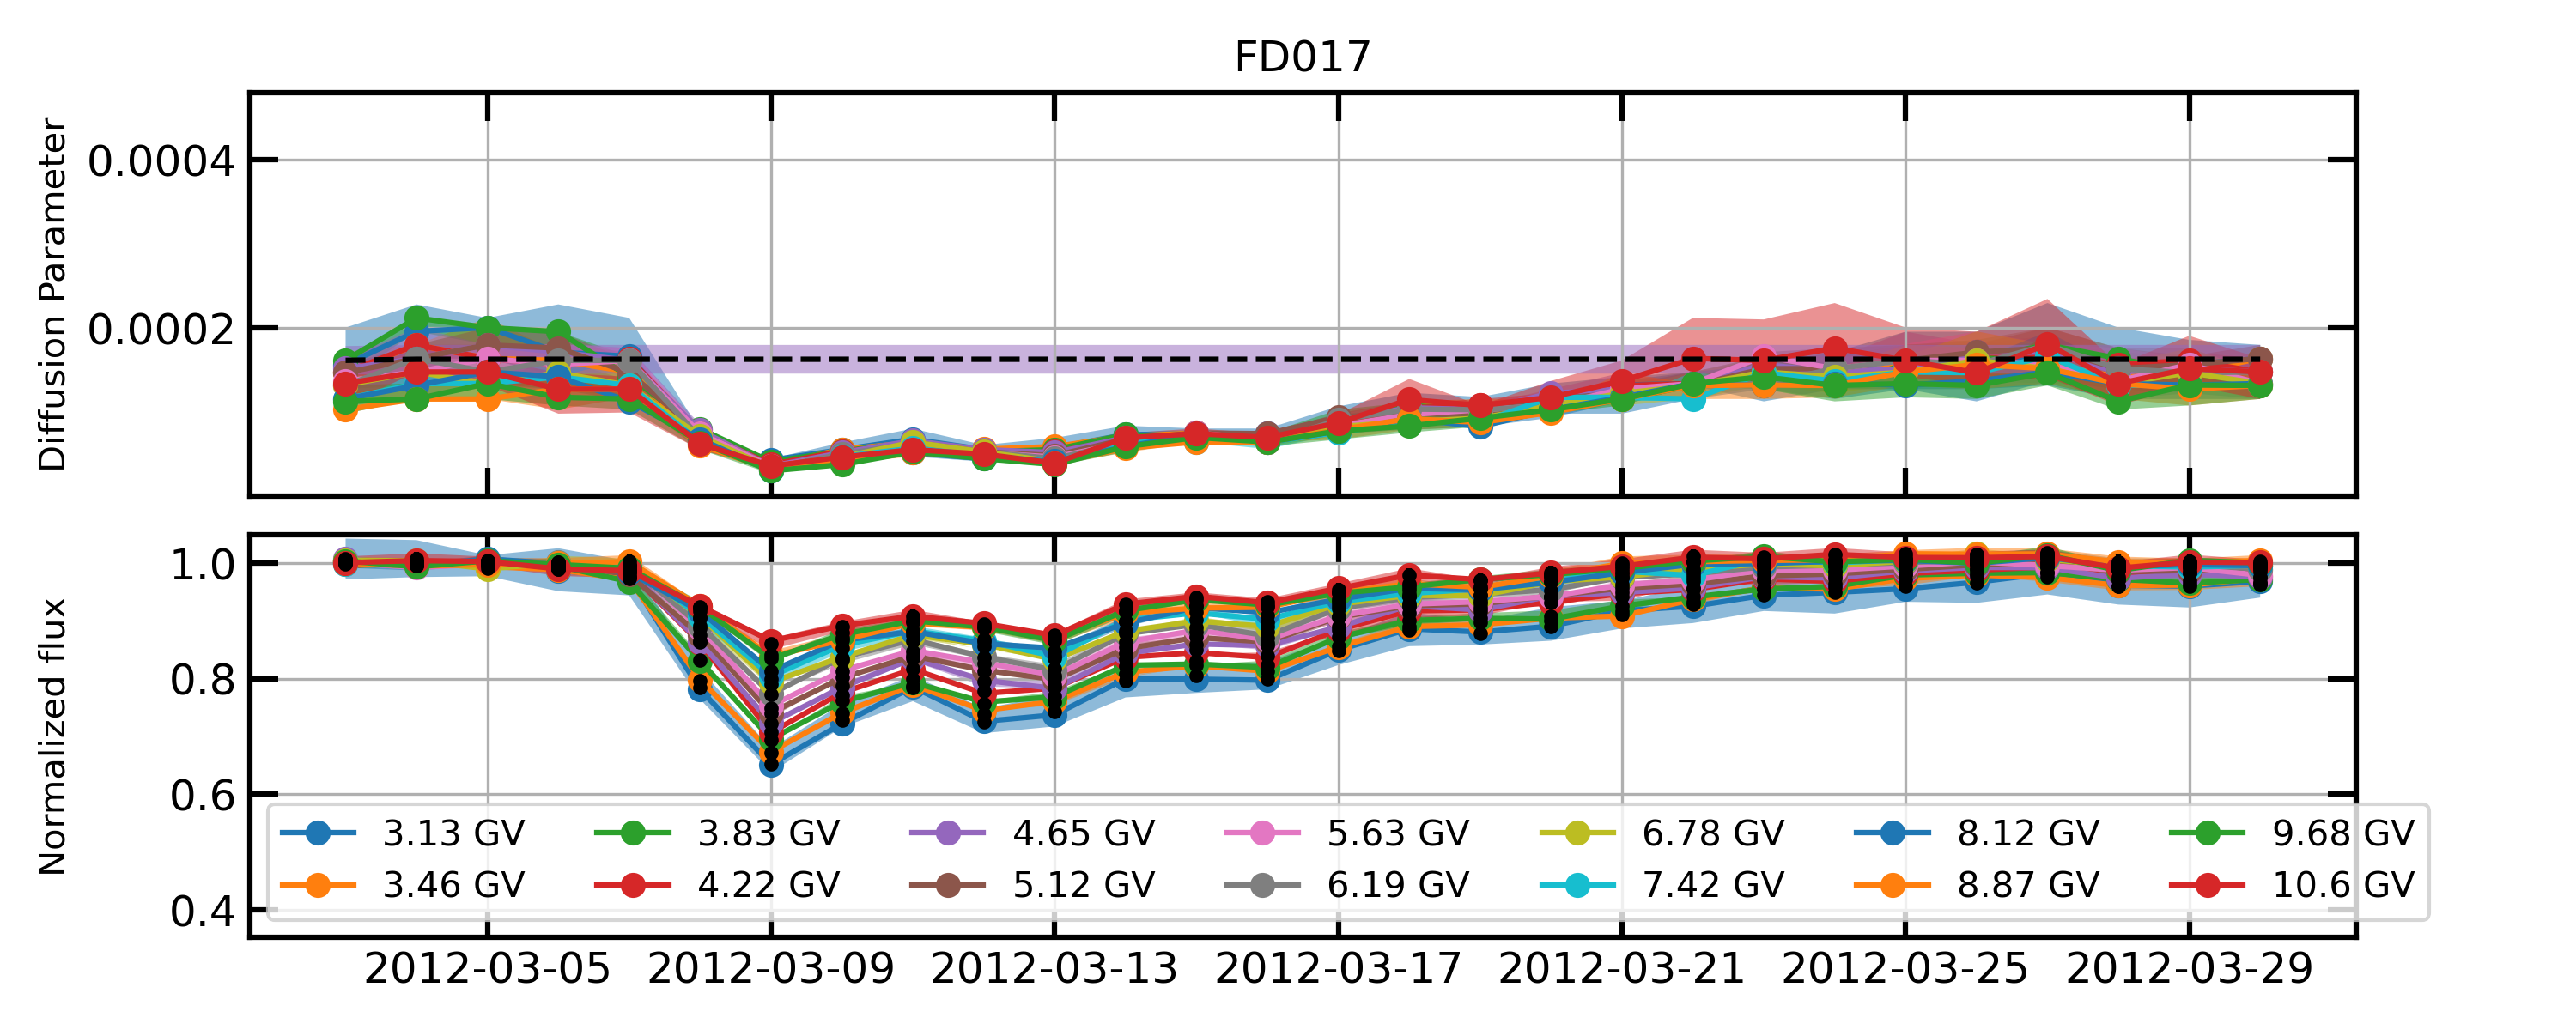 FD017
Diffusion Parameter
0.0004
0.0002
Normalized flux
1.0
0.8
0.6
0.4
3.13 GV 3.83 GV 4.65 GV 5.63 GV 6.78 GV 8.12 GV 9.68 GV
3.46 GV 4.22 GV 5.12 GV 6.19 GV 7.42 GV 8.87 GV 10.6 GV
2012-03-05 2012-03-09 2012-03-13 2012-03-17 2012-03-21 2012-03-25 2012-03-29